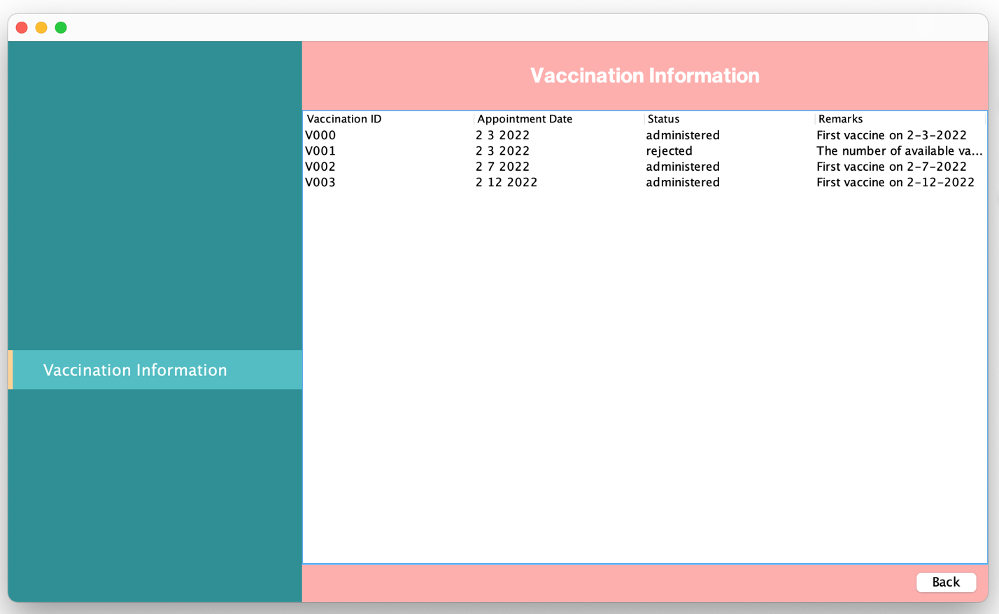 Vaccination Information
Vaccination Information
Vaccination ID Appointment Date Status Remarks
V000 2 3 2022 administered First vaccine on 2-3-2022
V001 2 3 2022 rejected The number of available va...
V002 2 7 2022 administered First vaccine on 2-7-2022
V003 2 12 2022 administered First vaccine on 2-12-2022
Back